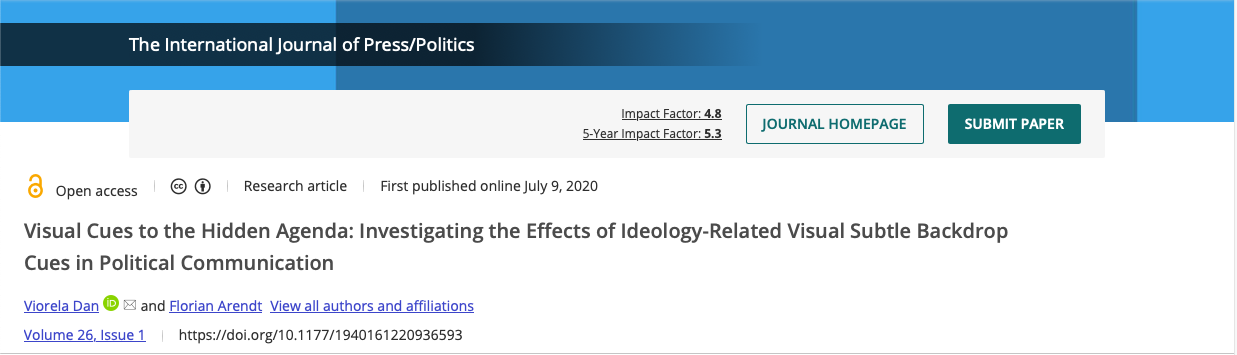 The International Journal of Press/Politics
Impact Factor: 4.8
5-Year Impact Factor: 5.3
JOURNAL HOMEPAGE
SUBMIT PAPER
Open access
cc
Research article
First published online July 9, 2020
Visual Cues to the Hidden Agenda: Investigating the Effects of Ideology-Related Visual Subtle Backdrop
Cues in Political Communication
Viorela Dan iD and Florian Arendt View all authors and affiliations
Volume 26, Issue 1
https://doi.org/10.1177/1940161220936593